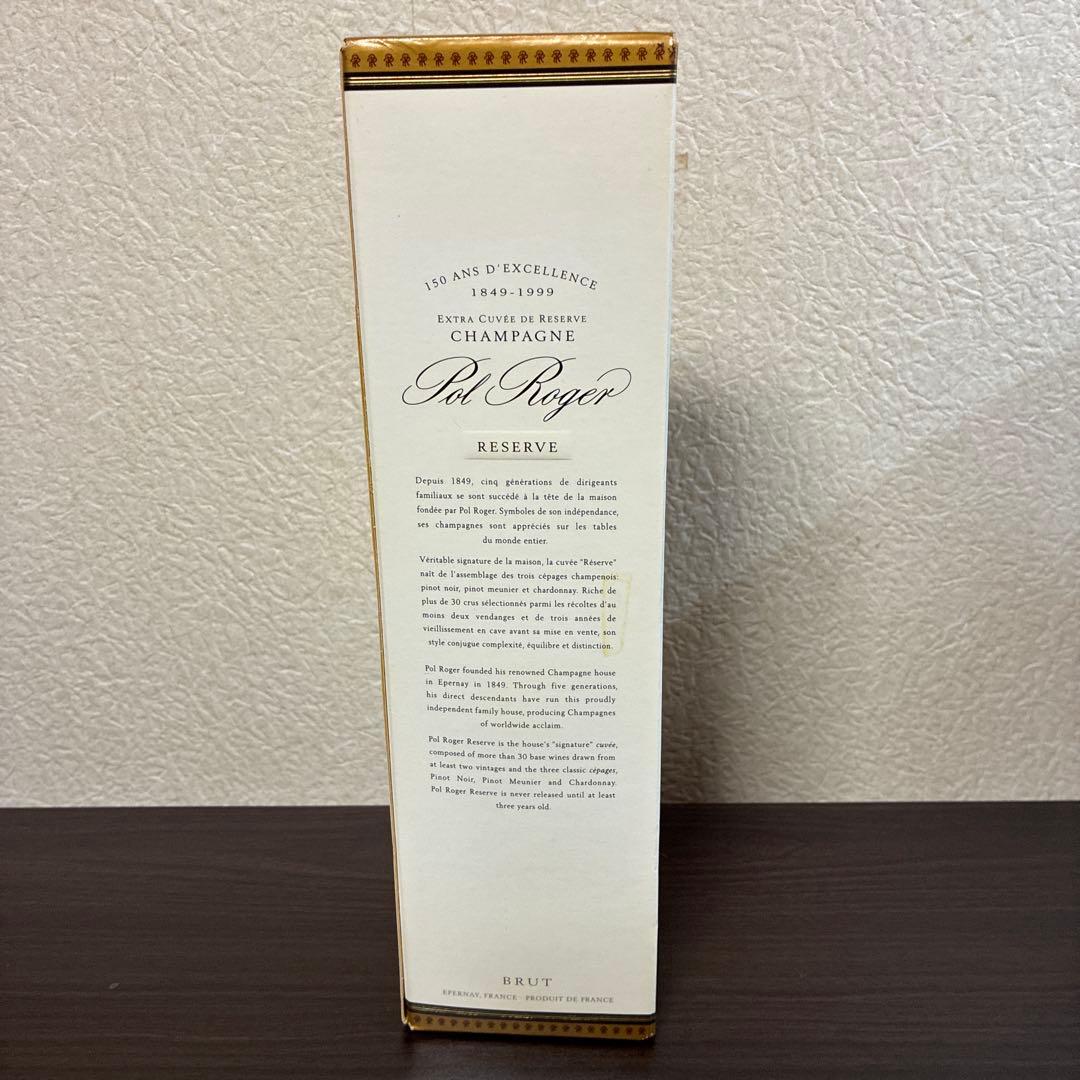 150 ANS D'EXCELLENCE
1849-1999
EXTRA CUVÉE DE RESERVE
CHAMPAGNE
Pol Roger
RESERVE
Depuis 1849, cinq générations de dirigeants
familiaux se sont succédé à la tête de la maison
fondée par Pol Roger. Symboles de son indépendance,
ses champagnes sont appréciés sur les tables
du monde entier.
Véritable signature de la maison, la cuvée "Réserve"
naît de l'assemblage des trois cépages champenois:
pinot noir, pinot meunier et chardonnay. Riche de
plus de 30 crus sélectionnés parmi les récoltes d'au
moins deux vendanges et de trois années de
vieillissement en cave avant sa mise en vente, son
style conjugue complexité, équilibre et distinction.
Pol Roger founded his renowned Champagne house
in Epernay in 1849. Through five generations,
his direct descendants have run this proudly
independent family house, producing Champagnes
of worldwide acclaim.
Pol Roger Reserve is the house's "signature" cuvée,
composed of more than 30 base wines drawn from
at least two vintages and the three classic cépages,
Pinot Noir, Pinot Meunier and Chardonnay.
Pol Roger Reserve is never released until at least
three years old.
BRUT
EPERNAY, FRANCE - PRODUIT DE FRANCE